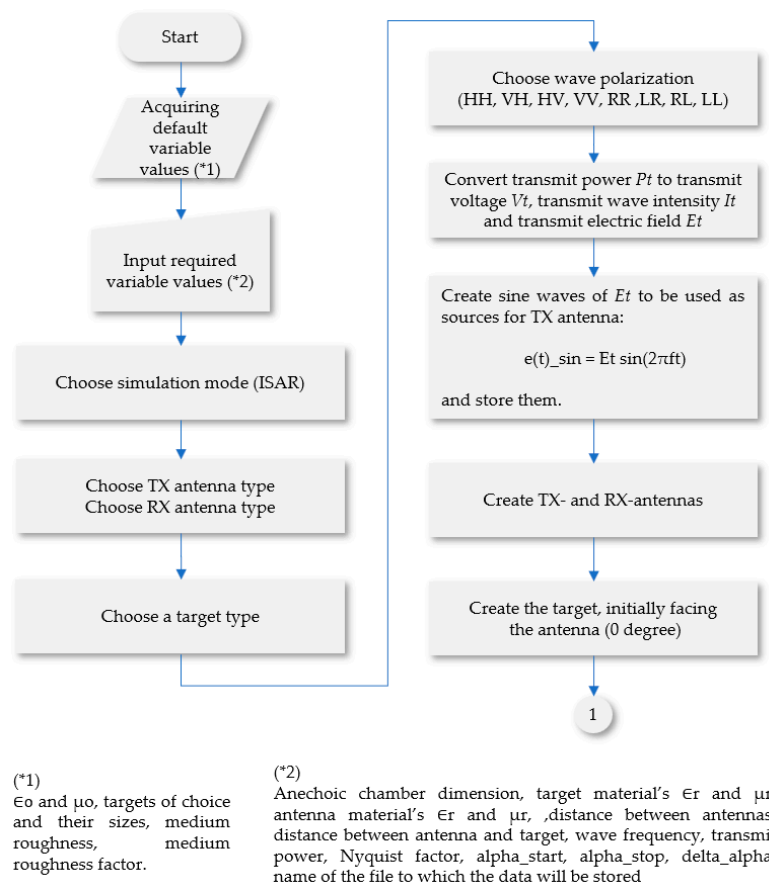 Start
Acquiring
default
variable
values (*1)
Input required
variable values (*2)
Choose simulation mode (ISAR)
Choose TX antenna type
Choose RX antenna type
Choose a target type
Choose wave polarization
(HH, VH, HV, VV, RR ,LR, RL, LL)
Convert transmit power Pt to transmit
voltage Vt, transmit wave intensity It
and transmit electric field Et
Create sine waves of Et to be used as
sources for TX antenna:
e(t)_sin = Et sin(2πft)
and store them.
Create TX- and RX-antennas
Create the target, initially facing
the antenna (0 degree)
1
(*1)
ϵo and μo, targets of choice
and their sizes, medium
roughness, medium
roughness factor.
(*2)
Anechoic chamber dimension, target material's ϵr and μr
antenna material's ϵr and μr, ,distance between antennas
distance between antenna and target, wave frequency, transmi
power, Nyquist factor, alpha_start, alpha_stop, delta_alpha
name of the file to which the data will be stored